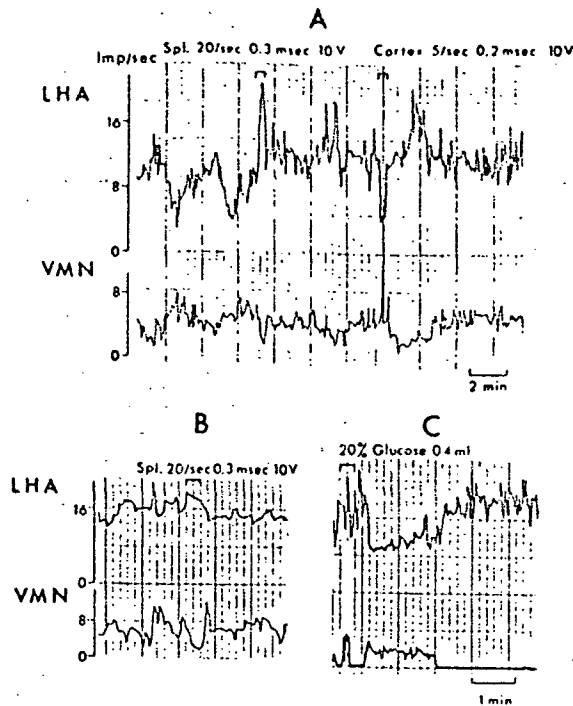 A
Imp/sec Spl. 20/sec 0.3 msec 10V Cortex 5/sec 0.2 msec 10V
LHA
16
8
0
VMN
8
0
2 min
B
Spl. 20/sec 0.3 msec 10V
LHA
16
0
VMN
8
0
C
20% Glucose 0.4 ml
1 min